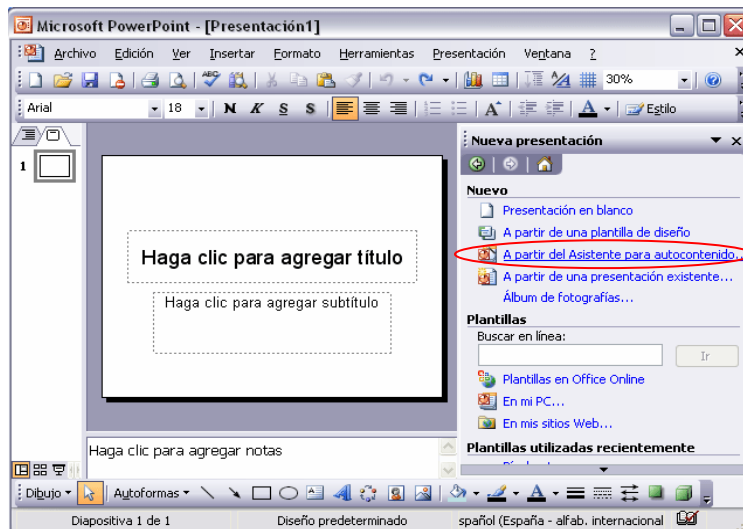 Microsoft PowerPoint - [Presentación1]
Archivo Edición Ver Insertar Formato Herramientas Presentación Ventana ?
30%
Arial 18 N K S S Estilo
Nueva presentación
1
Nuevo
Presentación en blanco
A partir de una plantilla de diseño
A partir del Asistente para autocontenido...
A partir de una presentación existente...
Álbum de fotografías...
Haga clic para agregar título
Haga clic para agregar subtítulo
Plantillas
Buscar en línea:
Ir
Plantillas en Office Online
En mi PC...
En mis sitios Web...
Plantillas utilizadas recientemente
Haga clic para agregar notas
Dibujo Autoformas
Diapositiva 1 de 1 Diseño predeterminado spañol (España - alfab. internacional